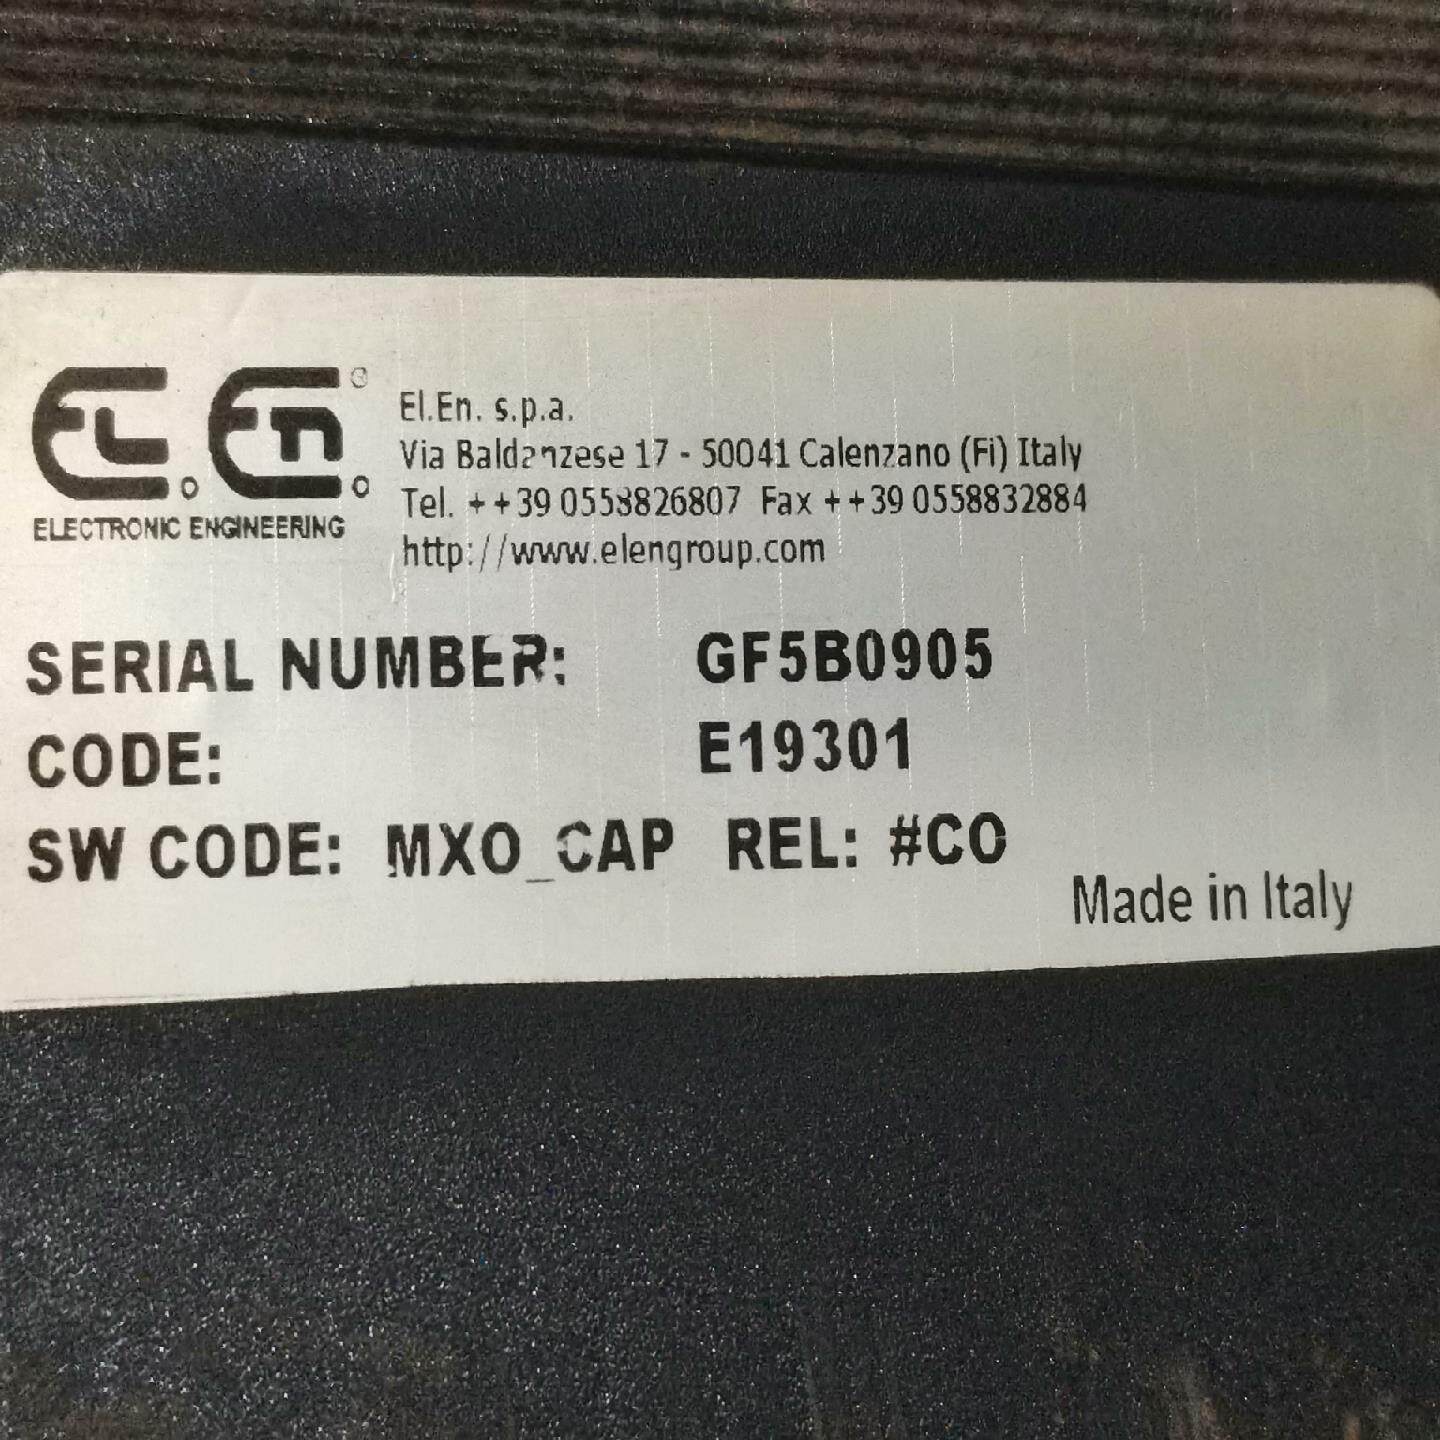 EL.En.®
ELECTRONIC ENGINEERING
El.En. s.p.a.
Via Baldanzese 17 - 50041 Calenzano (Fi) Italy
Tel. ++39 0558826807 Fax ++39 0558832884
http://www.elengroup.com
SERIAL NUMBER: GF5B0905
CODE: E19301
SW CODE: MXO_CAP REL: #CO
Made in Italy